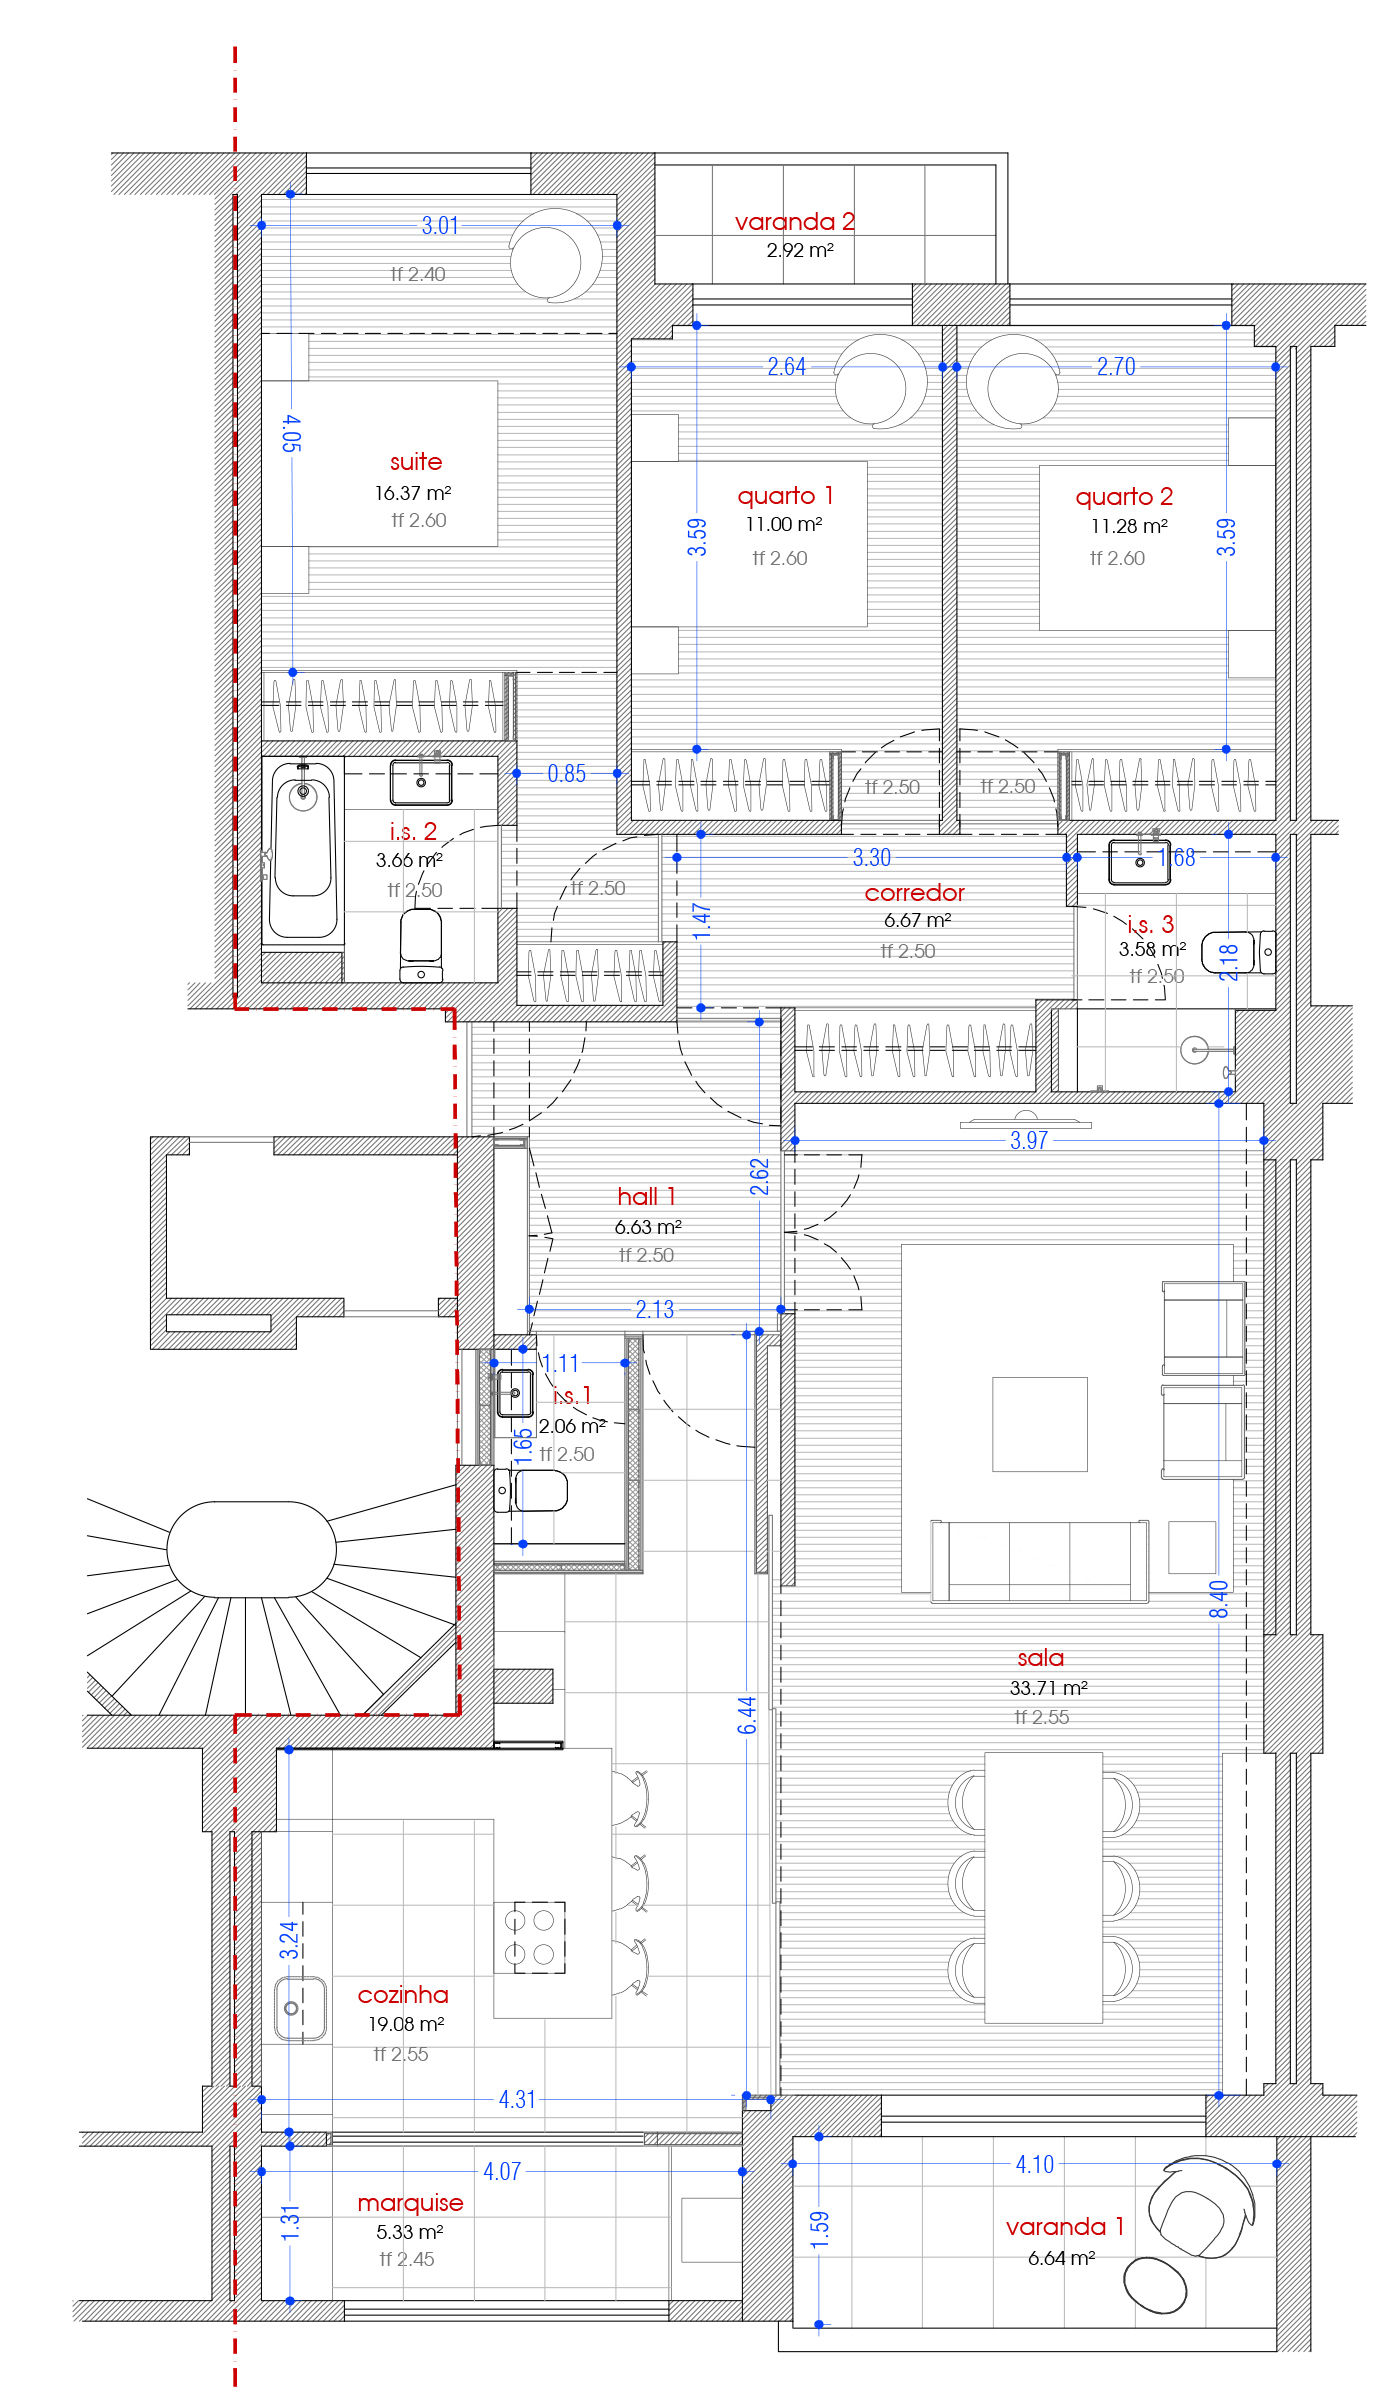 varanda 2
2.92 m²
3.01
tf 2.40
4.05
suite
16.37 m²
tf 2.60
2.64
quarto 1
11.00 m²
3.59
tf 2.60
2.70
quarto 2
11.28 m²
3.59
tf 2.60
0.85
tf 2.50
tf 2.50
i.s. 2
3.66 m²
tf 2.50
tf 2.50
3.30
corredor
6.67 m²
1.47
tf 2.50
1.68
i.s. 3
3.58 m²
2.18
tf 2.50
3.97
2.62
hall 1
6.63 m²
tf 2.50
2.13
1.11
i.s.1
2.06 m²
1.65
tf 2.50
8.40
sala
33.71 m²
tf 2.55
6.44
3.24
cozinha
19.08 m²
tf 2.55
4.31
4.07
marquise
5.33 m²
1.31
tf 2.45
4.10
1.59
varanda 1
6.64 m²